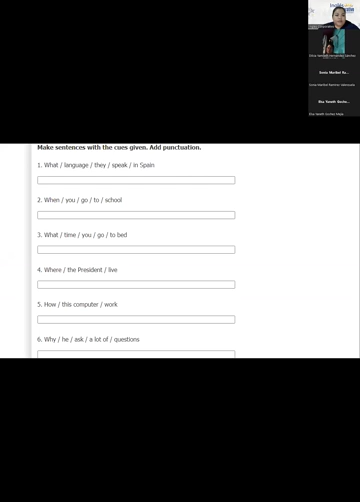 Inglés
Make sentences with the cues given. Add punctuation.
1. What / language / they / speak / in Spain
2. When / you / go / to / school
3. What / time / you / go / to bed
4. Where / the President / live
5. How / this computer / work
6. Why / he / ask / a lot of / questions